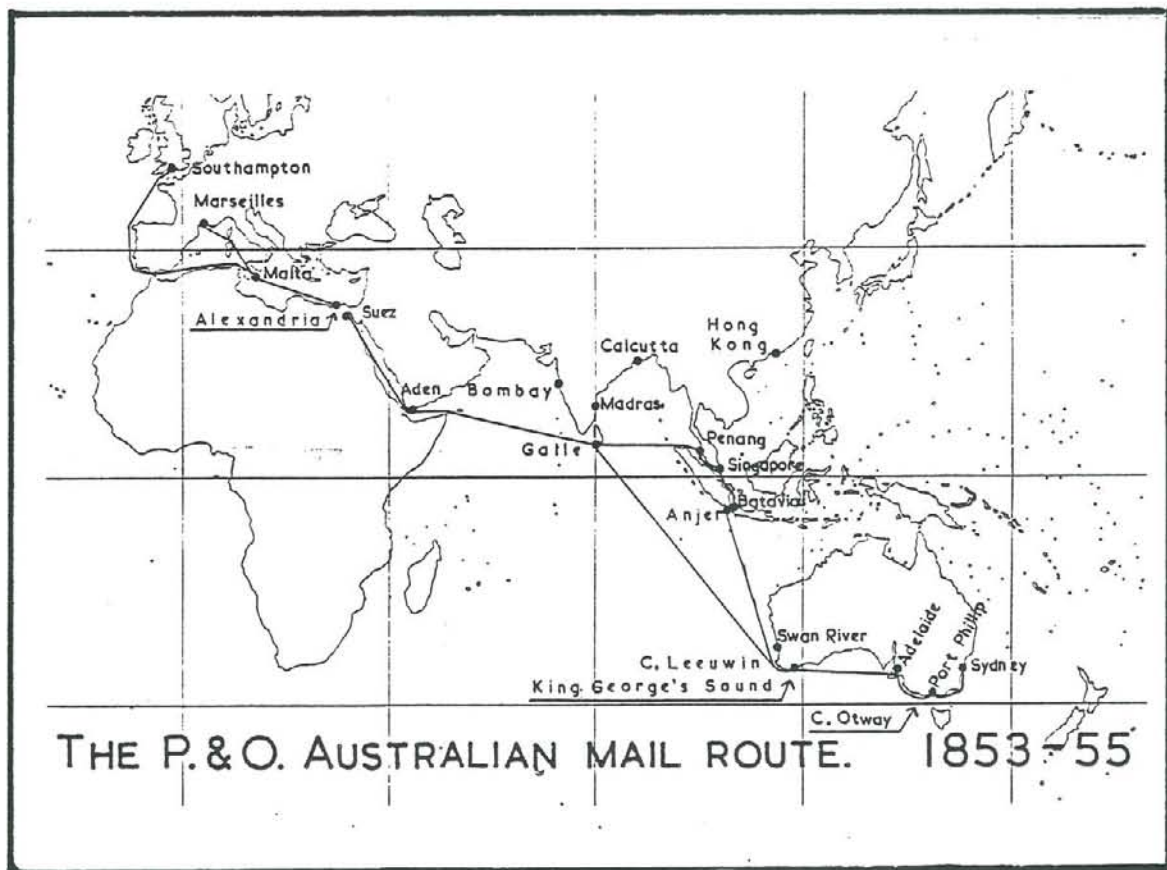 Southampton
Marseilles
Malta
Alexandria
Suez
Hong
Kong
Calcutta
Aden
Bombay
Madras
Galle
Penang
Singapore
Batavia
Anjer
Swan River
Adelaide
Port Phillip
Sydney
C. Leeuwin
King George's Sound
C. Otway
THE P. & O. AUSTRALIAN MAIL ROUTE. 1853-55